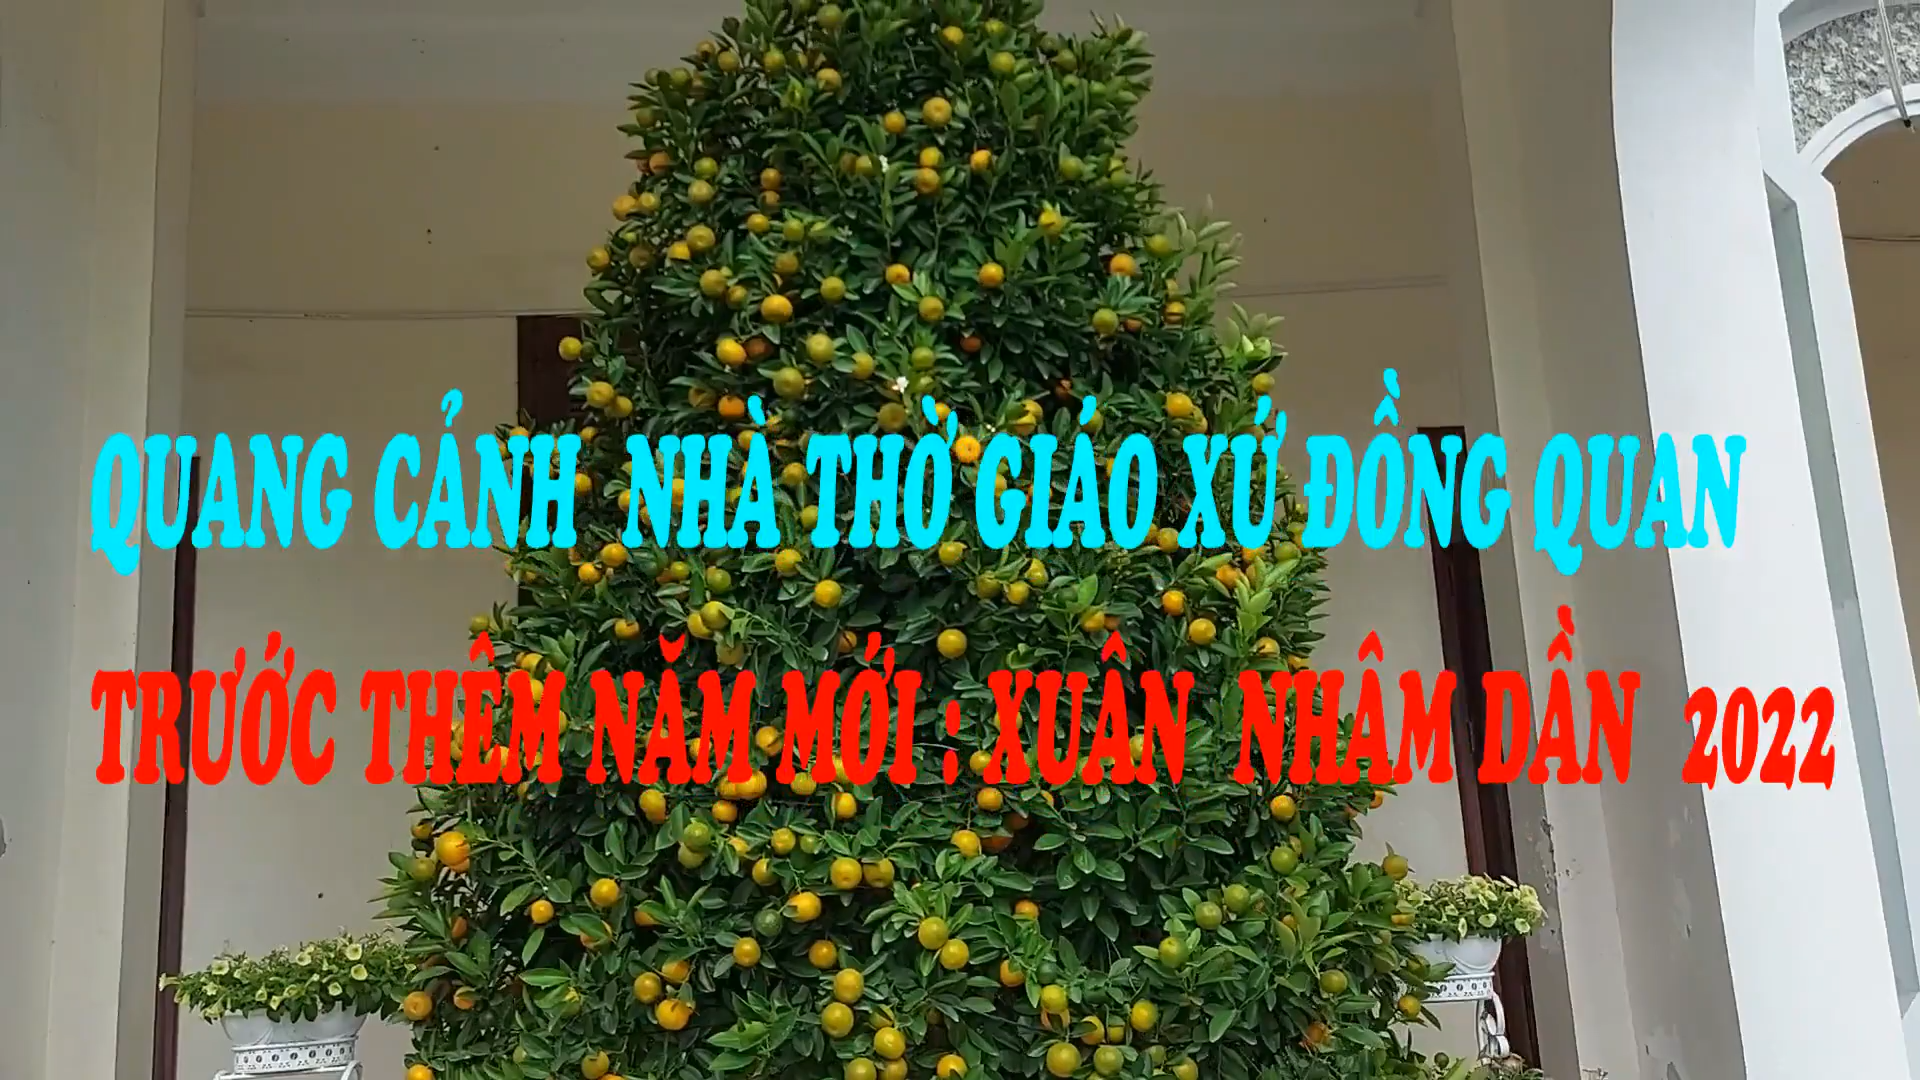 QUANG CẢNH NHÀ THỜ GIÁO XỨ ĐỒNG QUAN
TRƯỚC THÊM NĂM MỚI : XUÂN NHÂM DẦN 2022